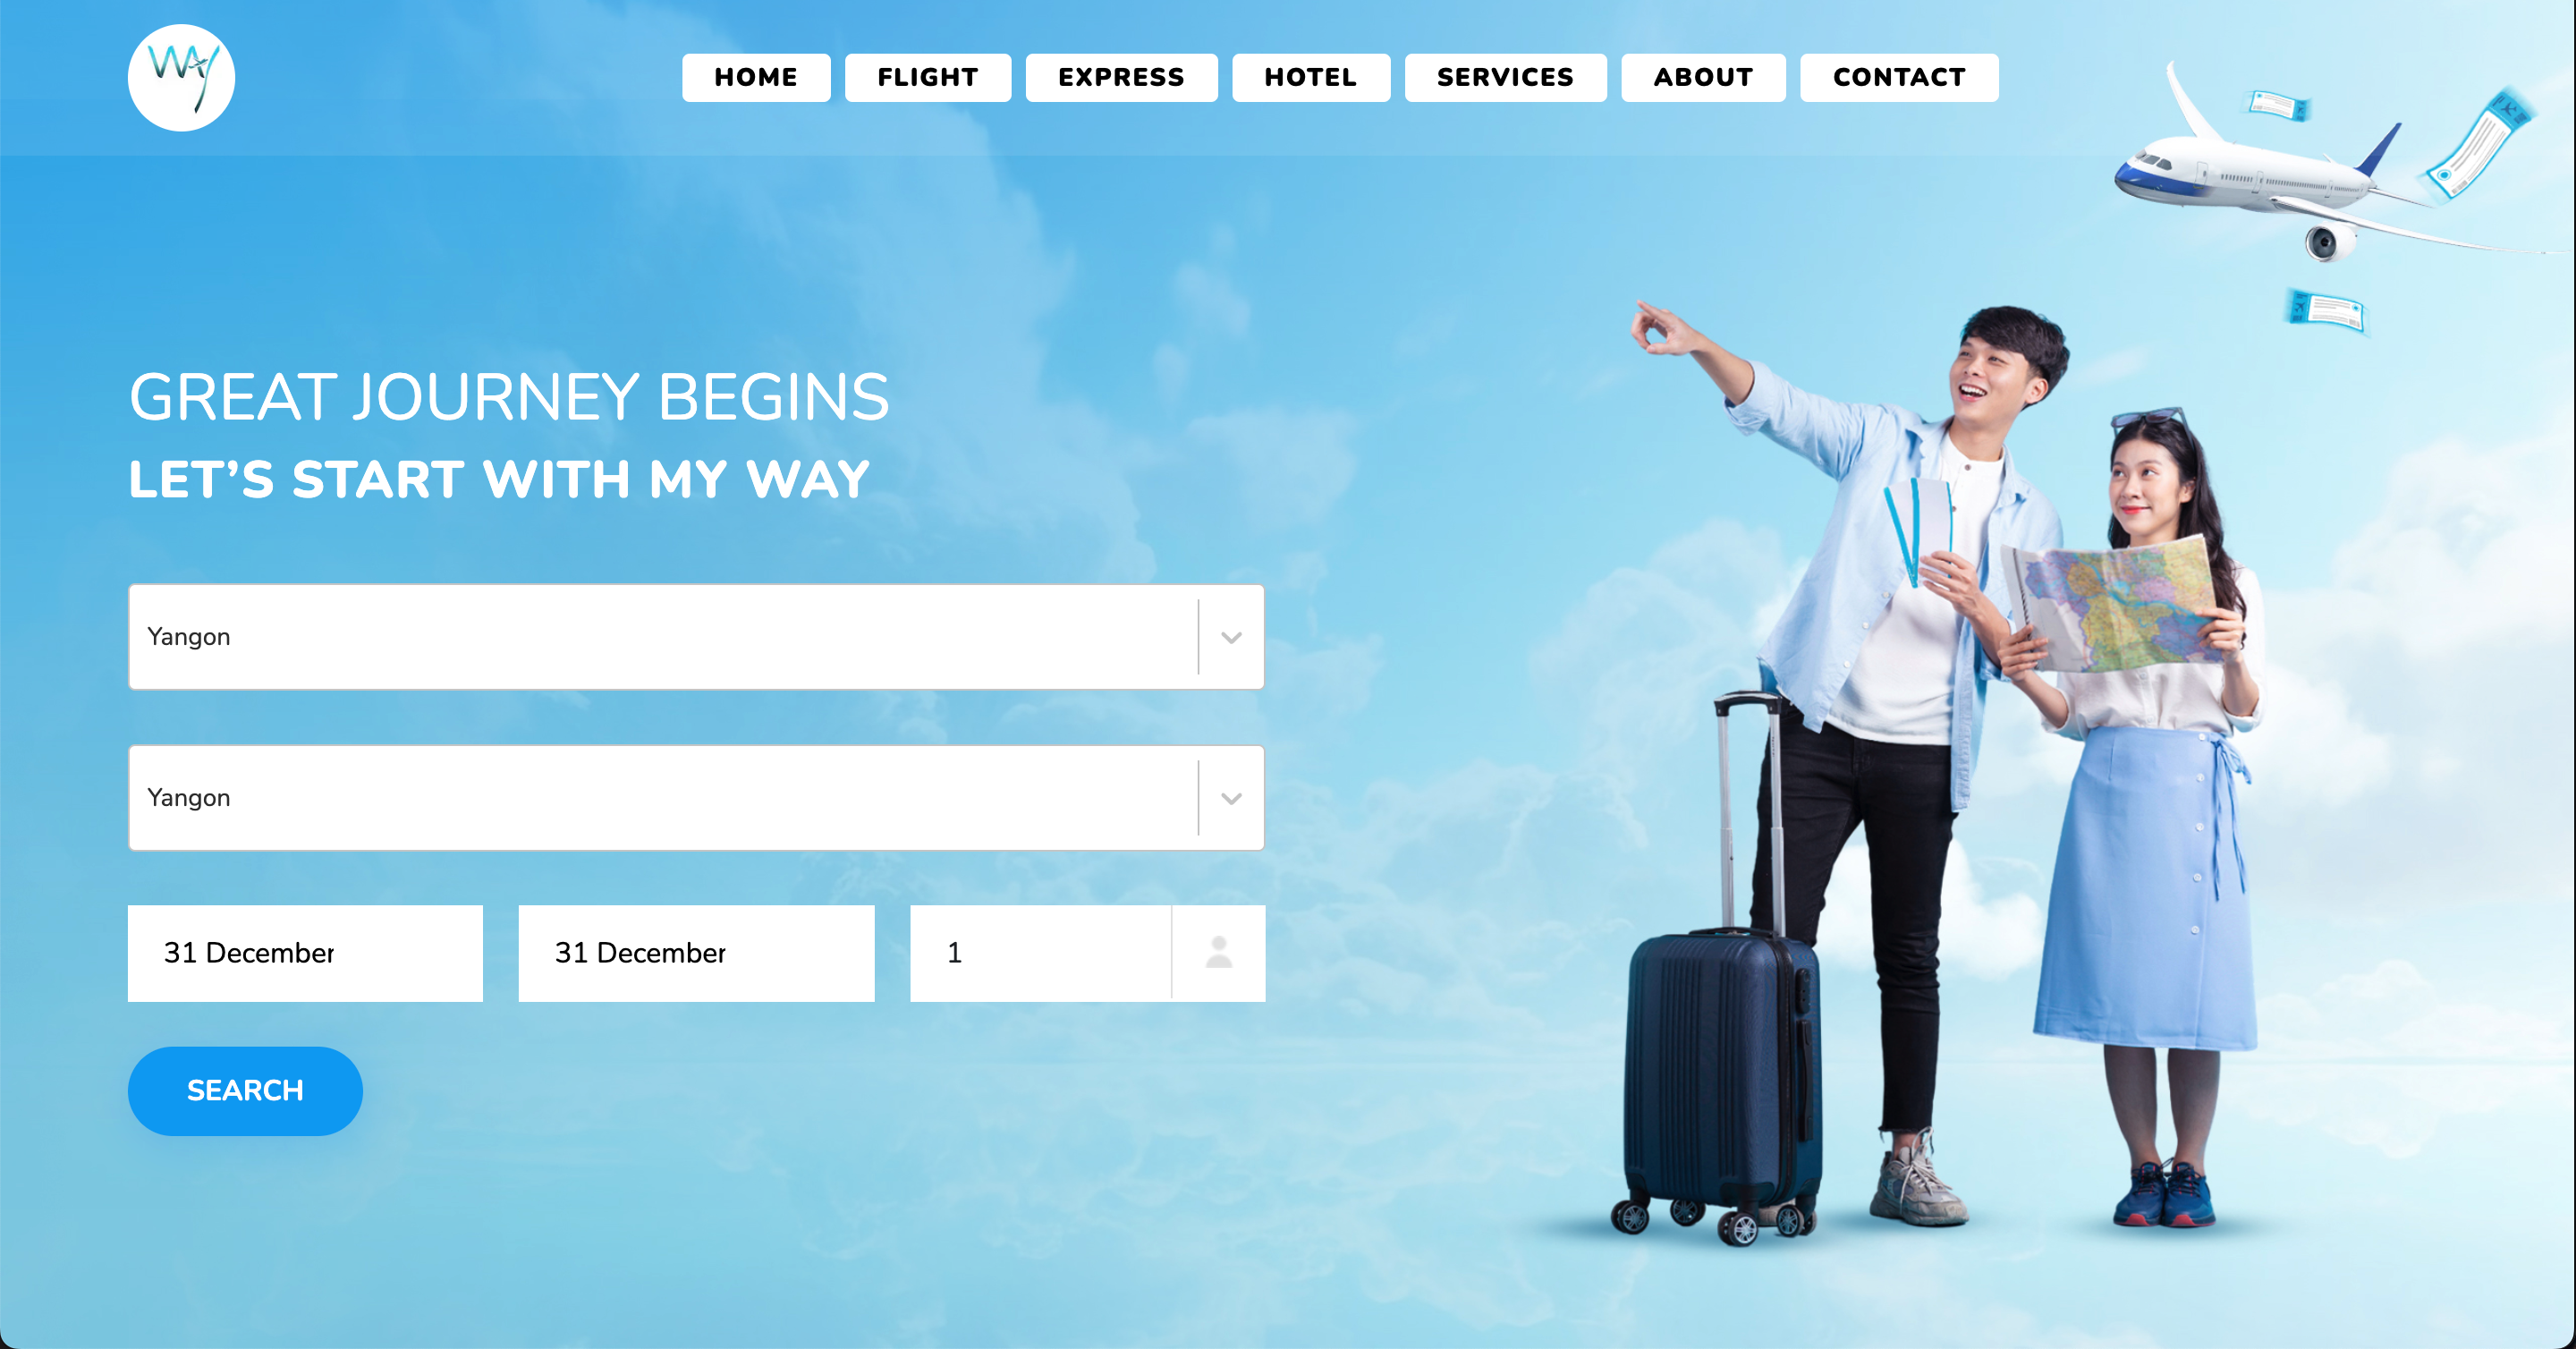 WAY
HOME
FLIGHT
EXPRESS
HOTEL
SERVICES
ABOUT
CONTACT
GREAT JOURNEY BEGINS
LET’S START WITH MY WAY
Yangon
Yangon
31 December
31 December
1
SEARCH